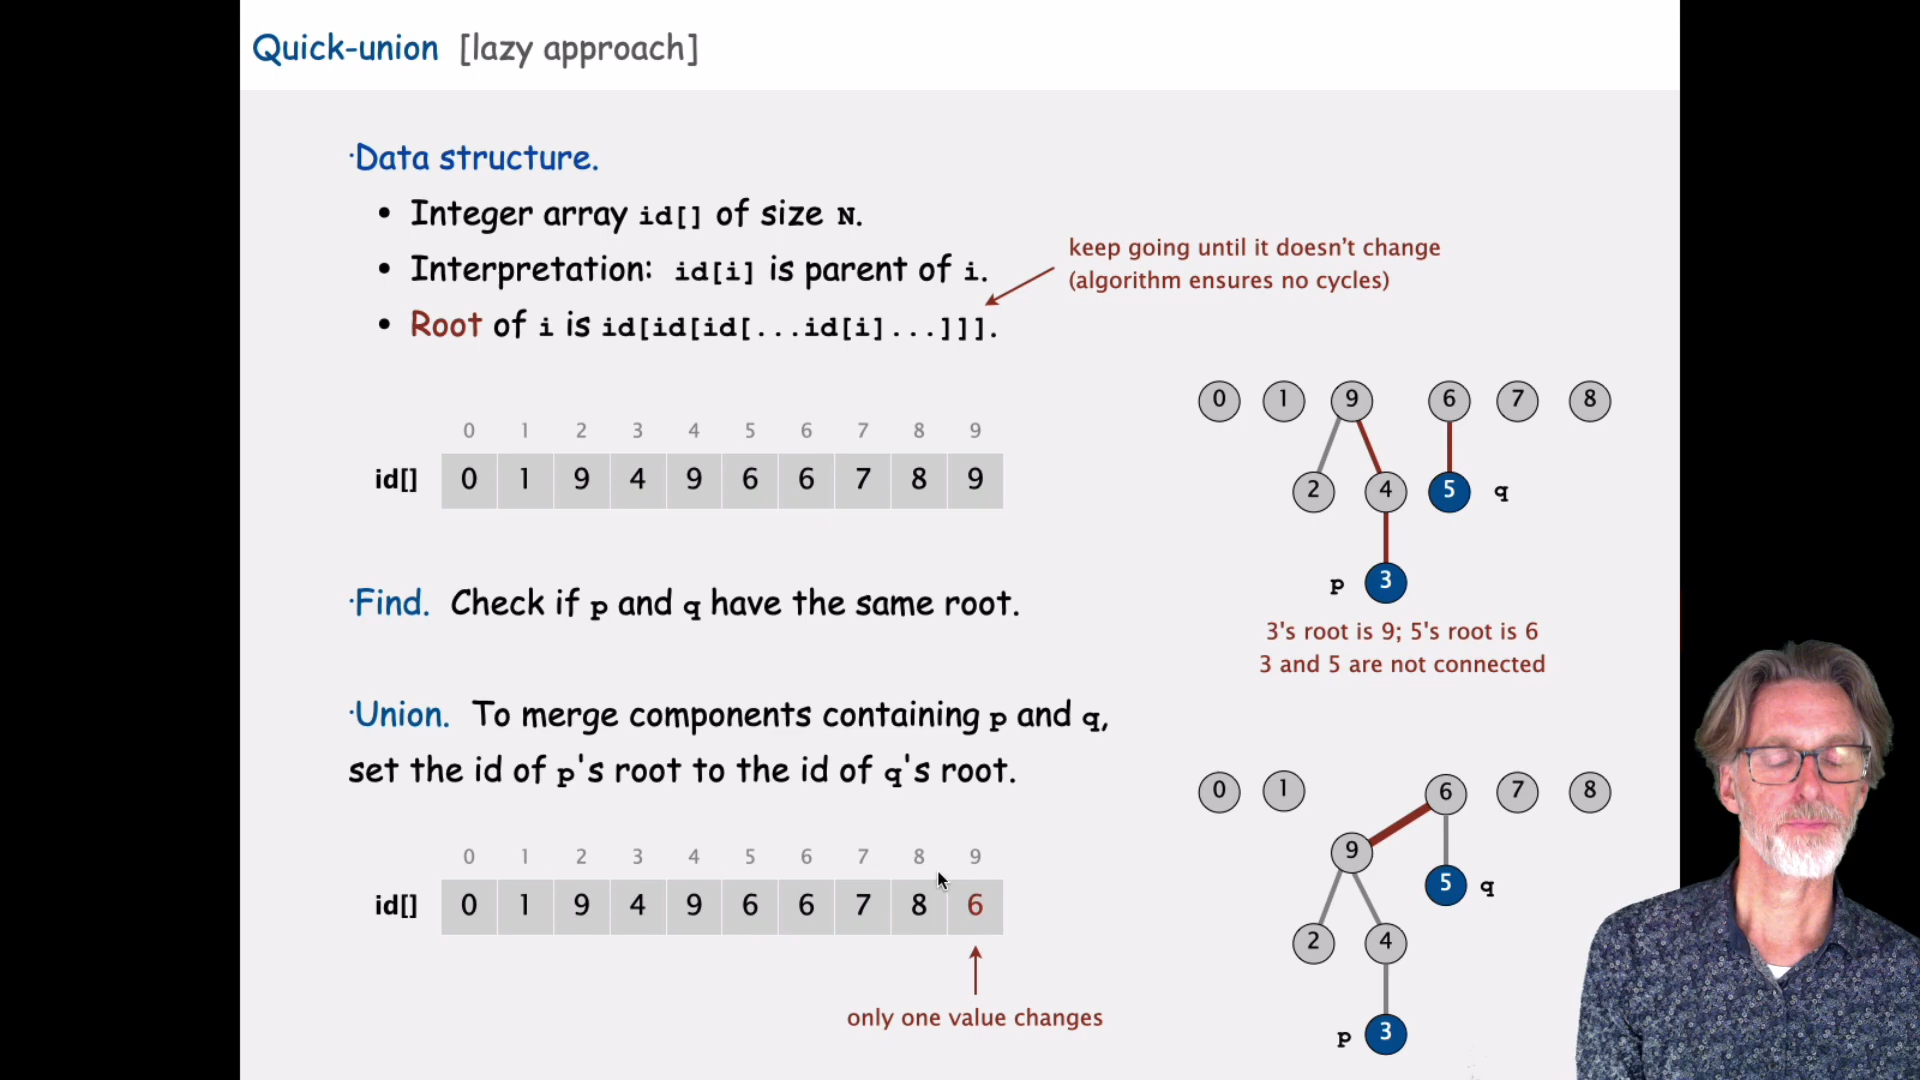 Quick-union [lazy approach]
·Data structure.
• Integer array id[] of size N.
• Interpretation: id[i] is parent of i.
• Root of i is id[id[id[...id[i]...]]].
keep going until it doesn't change
(algorithm ensures no cycles)
0 1 2 3 4 5 6 7 8 9
id[] 0 1 9 4 9 6 6 7 8 9
0 1 9 6 7 8
2 4 5 q
p 3
3's root is 9; 5's root is 6
3 and 5 are not connected
·Find. Check if p and q have the same root.
·Union. To merge components containing p and q,
set the id of p's root to the id of q's root.
0 1 2 3 4 5 6 7 8 9
id[] 0 1 9 4 9 6 6 7 8 6
only one value changes
0 1 6 7 8
9
5 q
2 4
p 3